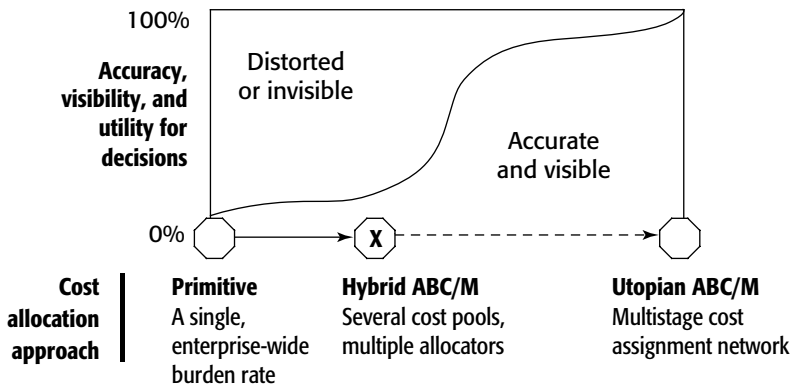 100%
Accuracy,
visibility, and
utility for
decisions
Distorted
or invisible
Accurate
and visible
0%
X
Cost
allocation
approach
Primitive
A single,
enterprise-wide
burden rate
Hybrid ABC/M
Several cost pools,
multiple allocators
Utopian ABC/M
Multistage cost
assignment network